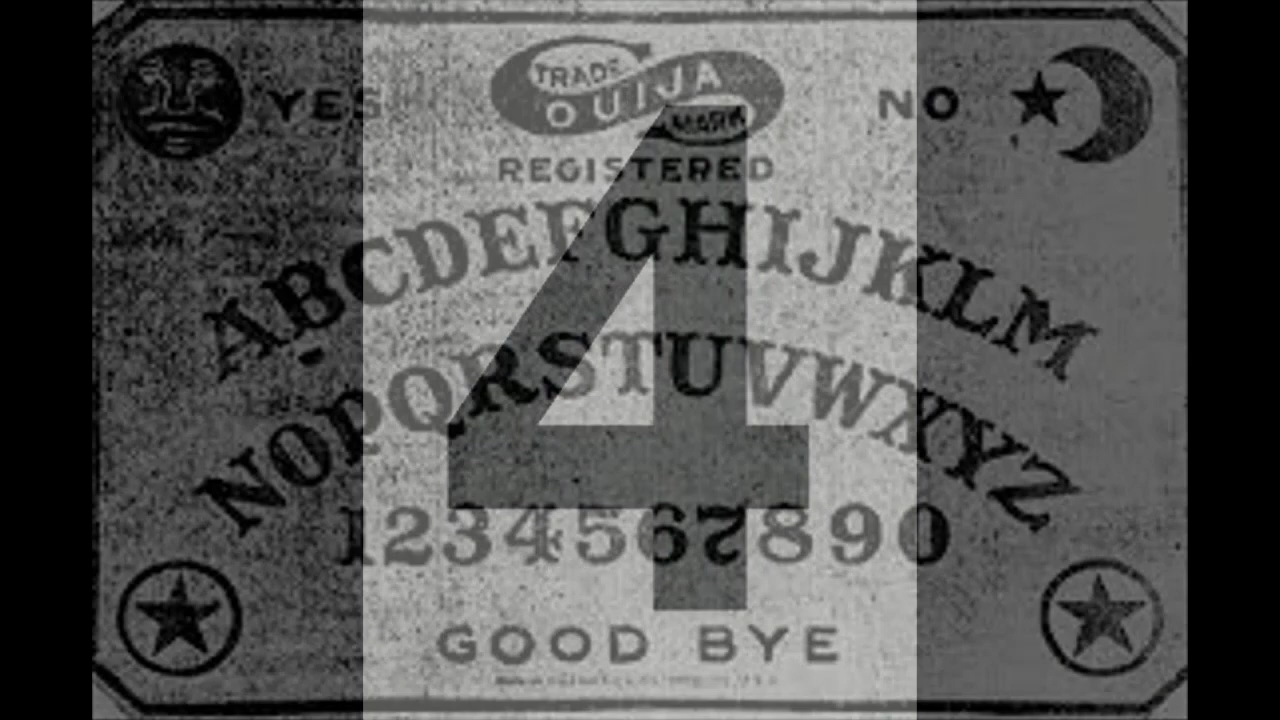 YES
TRADE
OUIJA
MARK
NO
REGISTERED
ABCDEFGHIJKLM
NOPQRSTUVWXYZ
1234567890
4
GOOD BYE